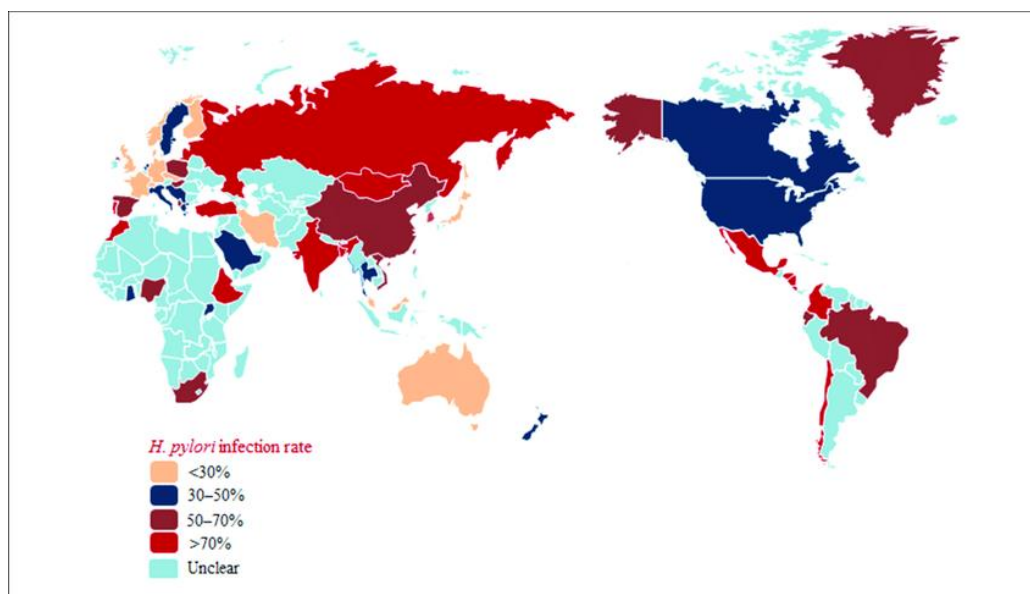 H. pylori infection rate
<30%
30–50%
50–70%
>70%
Unclear